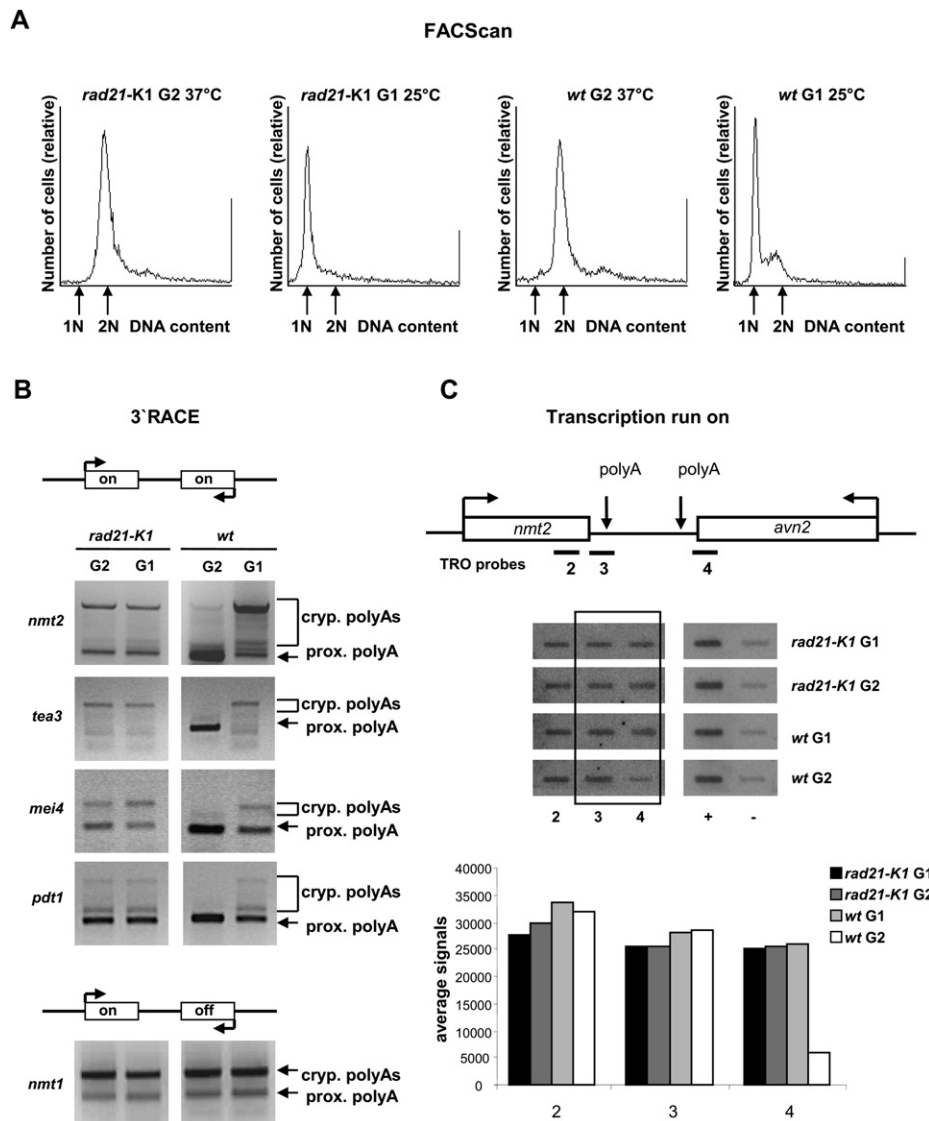 A
FACScan
rad21-K1 G2 37°C
rad21-K1 G1 25°C
wt G2 37°C
wt G1 25°C
Number of cells (relative)
Number of cells (relative)
Number of cells (relative)
Number of cells (relative)
1N 2N DNA content
1N 2N DNA content
1N 2N DNA content
1N 2N DNA content
B
3`RACE
on on
rad21-K1 wt
G2 G1 G2 G1
nmt2
cryp. polyAs
prox. polyA
tea3
cryp. polyAs
prox. polyA
mei4
cryp. polyAs
prox. polyA
pdt1
cryp. polyAs
prox. polyA
on off
nmt1
cryp. polyAs
prox. polyA
C
Transcription run on
polyA polyA
nmt2 avn2
TRO probes 2 3 4
rad21-K1 G1
rad21-K1 G2
wt G1
wt G2
2 3 4 + -
average signals
40000
35000
30000
25000
20000
15000
10000
5000
0
2 3 4
rad21-K1 G1
rad21-K1 G2
wt G1
wt G2